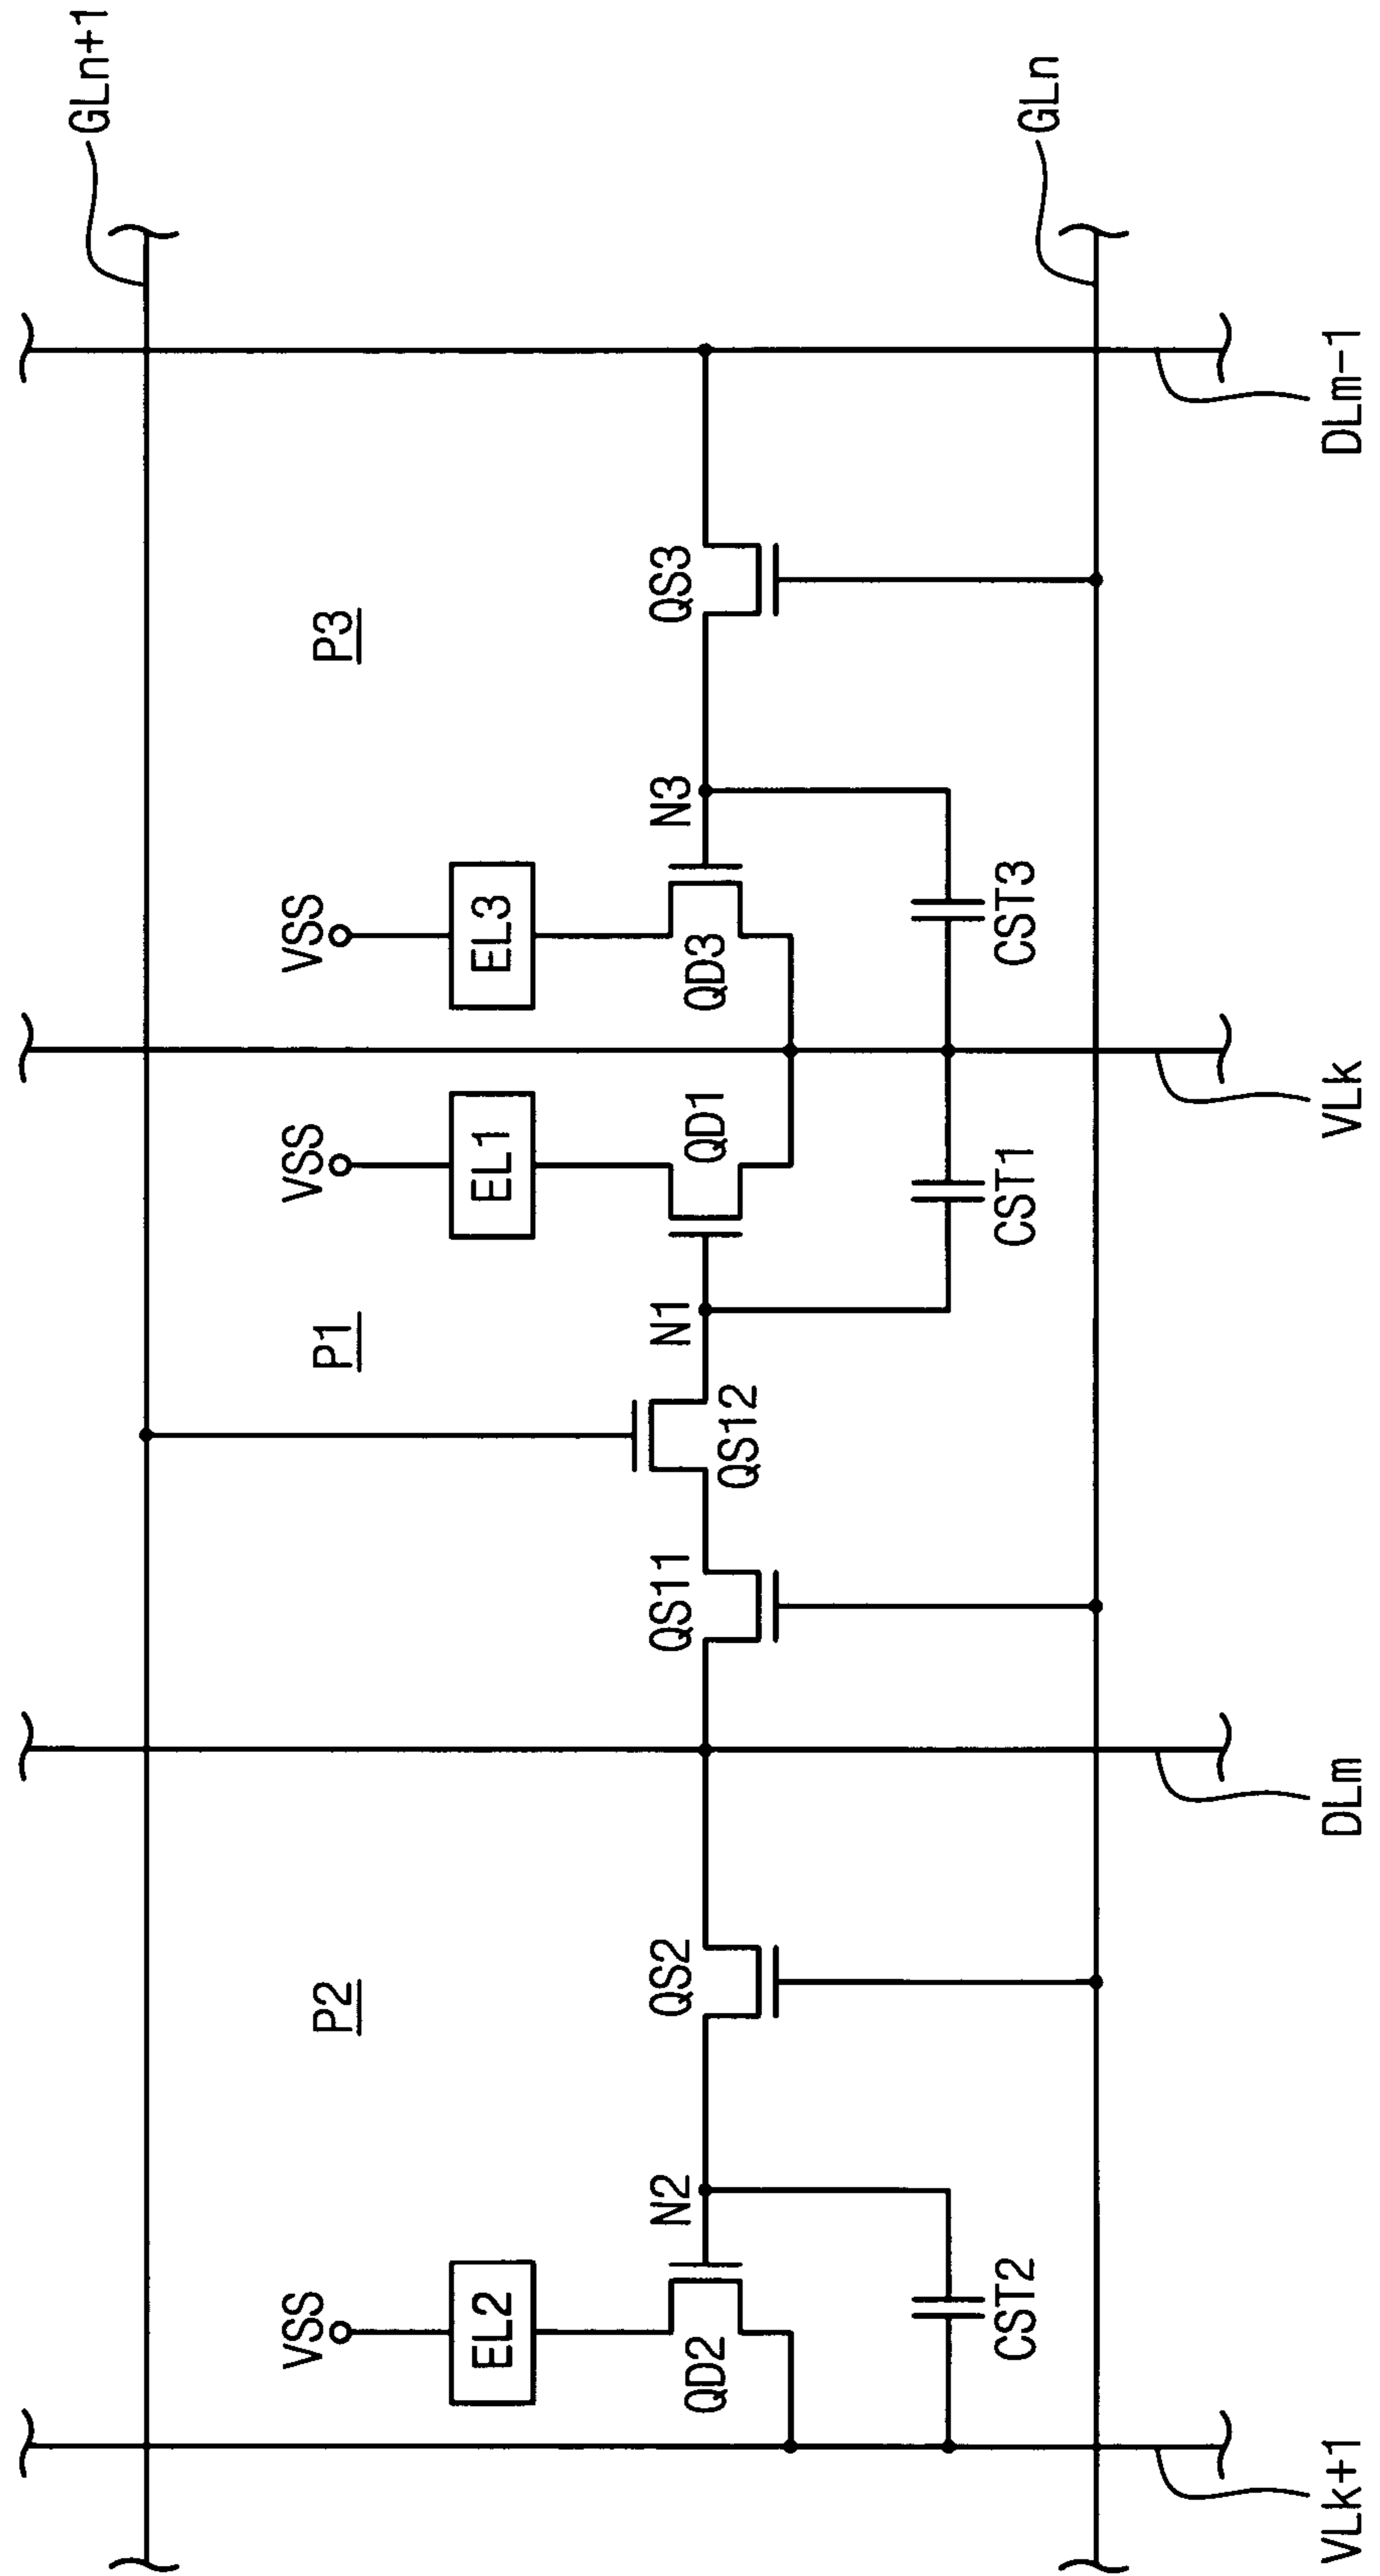 GLn+1
P2
P1
P3
VSS
VSS
VSS
EL2
EL1
EL3
N2
QS2
QS11
N1
N3
QS3
QD2
QS12
QD1
QD3
CST2
CST1
CST3
GLn
VLk+1
DLm
VLk
DLm-1